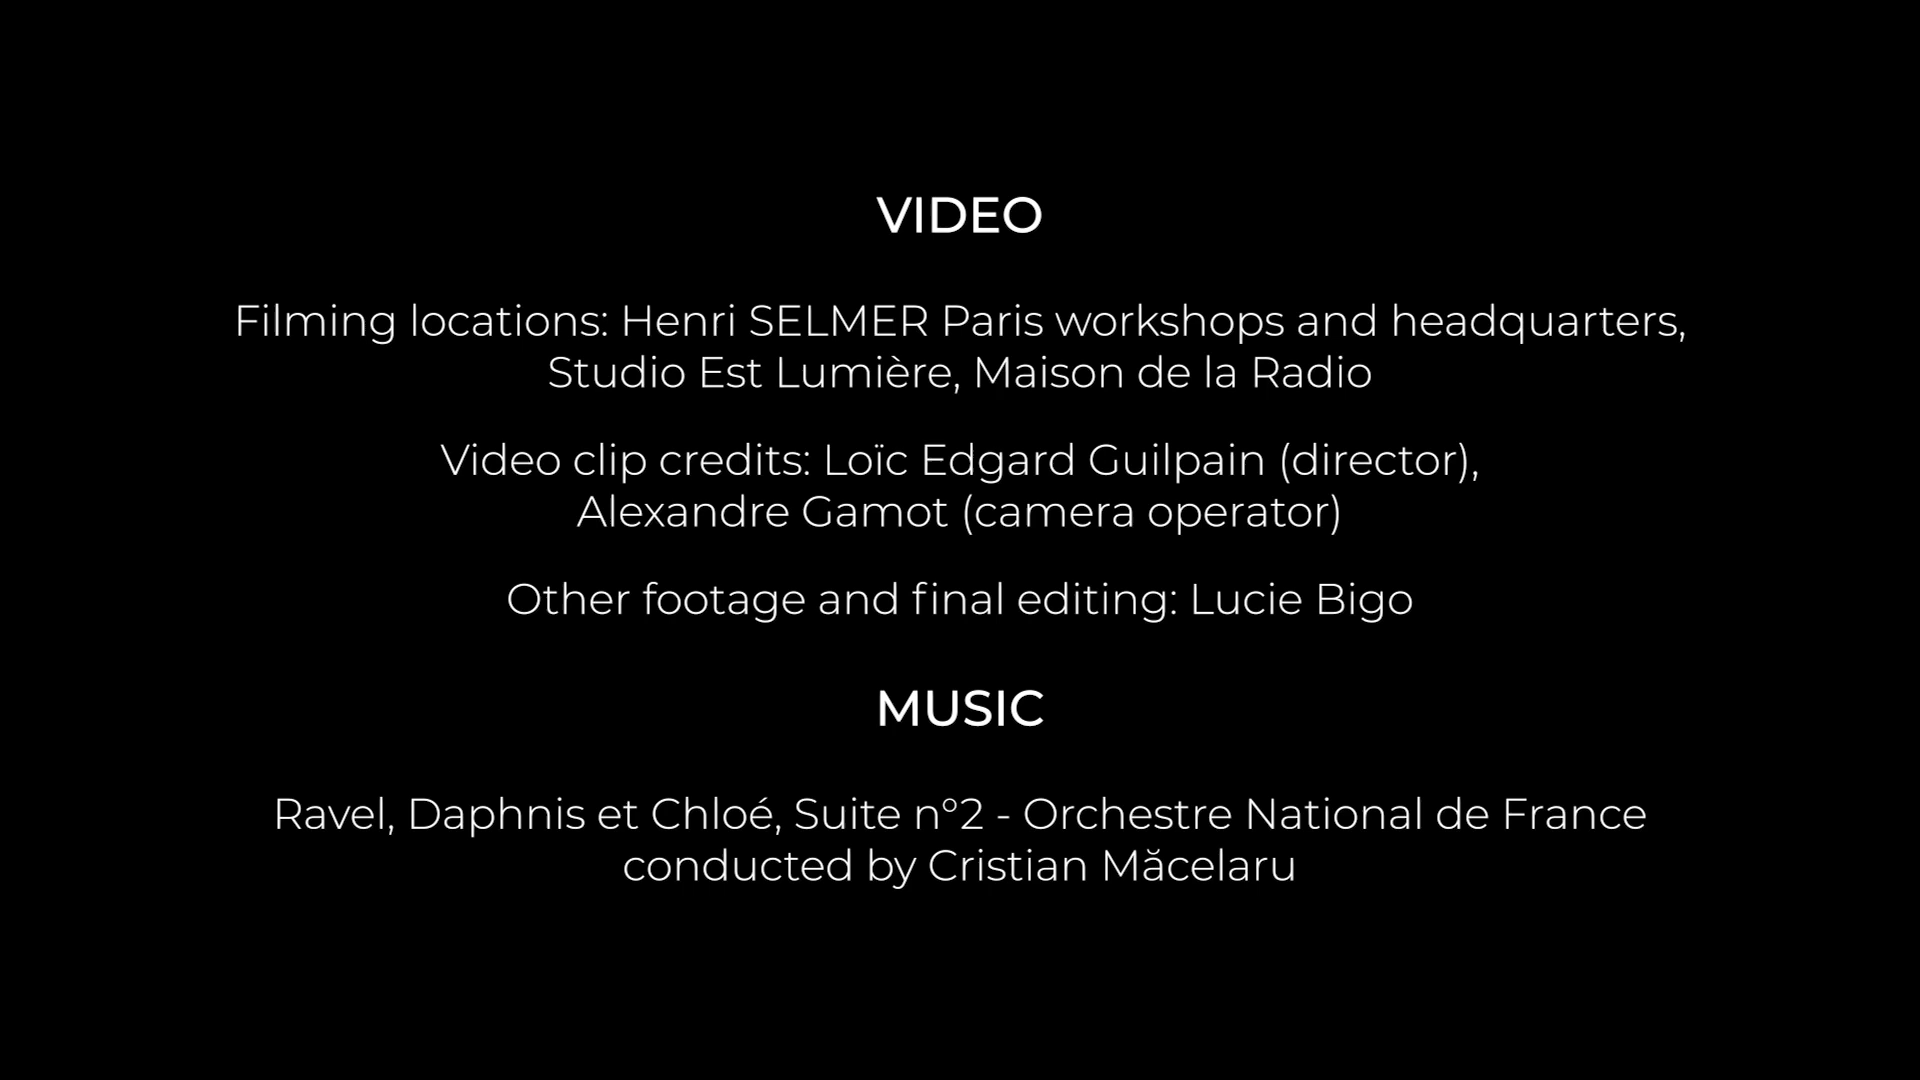 VIDEO
Filming locations: Henri SELMER Paris workshops and headquarters,
Studio Est Lumière, Maison de la Radio
Video clip credits: Loïc Edgard Guilpain (director),
Alexandre Gamot (camera operator)
Other footage and final editing: Lucie Bigo
MUSIC
Ravel, Daphnis et Chloé, Suite n°2 - Orchestre National de France
conducted by Cristian Măcelaru